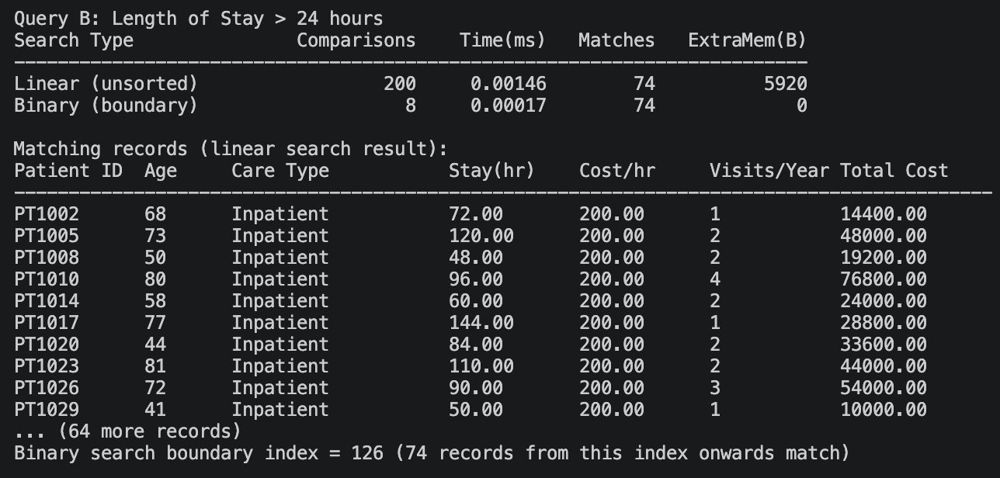 Query B: Length of Stay > 24 hours
Search Type Comparisons Time(ms) Matches ExtraMem(B)
Linear (unsorted) 200 0.00146 74 5920
Binary (boundary) 8 0.00017 74 0
Matching records (linear search result):
Patient ID Age Care Type Stay(hr) Cost/hr Visits/Year Total Cost
PT1002 68 Inpatient 72.00 200.00 1 14400.00
PT1005 73 Inpatient 120.00 200.00 2 48000.00
PT1008 50 Inpatient 48.00 200.00 2 19200.00
PT1010 80 Inpatient 96.00 200.00 4 76800.00
PT1014 58 Inpatient 60.00 200.00 2 24000.00
PT1017 77 Inpatient 144.00 200.00 1 28800.00
PT1020 44 Inpatient 84.00 200.00 2 33600.00
PT1023 81 Inpatient 110.00 200.00 2 44000.00
PT1026 72 Inpatient 90.00 200.00 3 54000.00
PT1029 41 Inpatient 50.00 200.00 1 10000.00
... (64 more records)
Binary search boundary index = 126 (74 records from this index onwards match)